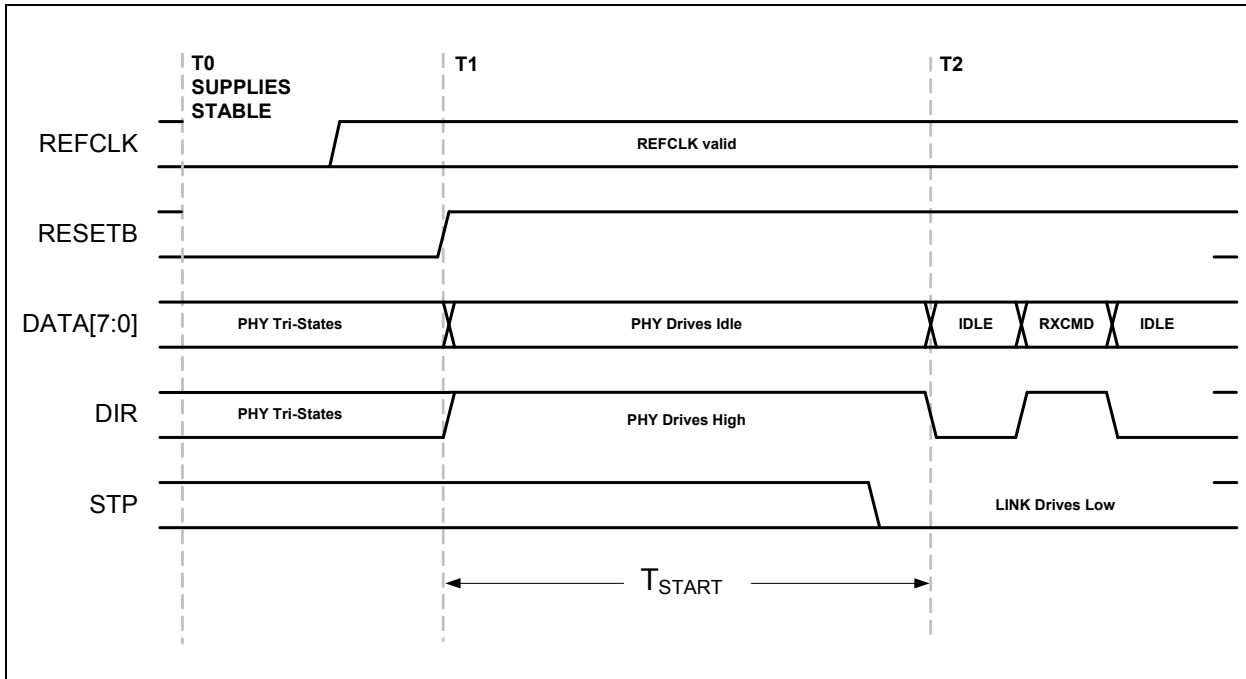 T0
SUPPLIES
STABLE
T1
T2
REFCLK
REFCLK valid
RESETB
DATA[7:0]
PHY Tri-States
PHY Drives Idle
IDLE
RXCMD
IDLE
DIR
PHY Tri-States
PHY Drives High
STP
LINK Drives Low
TSTART